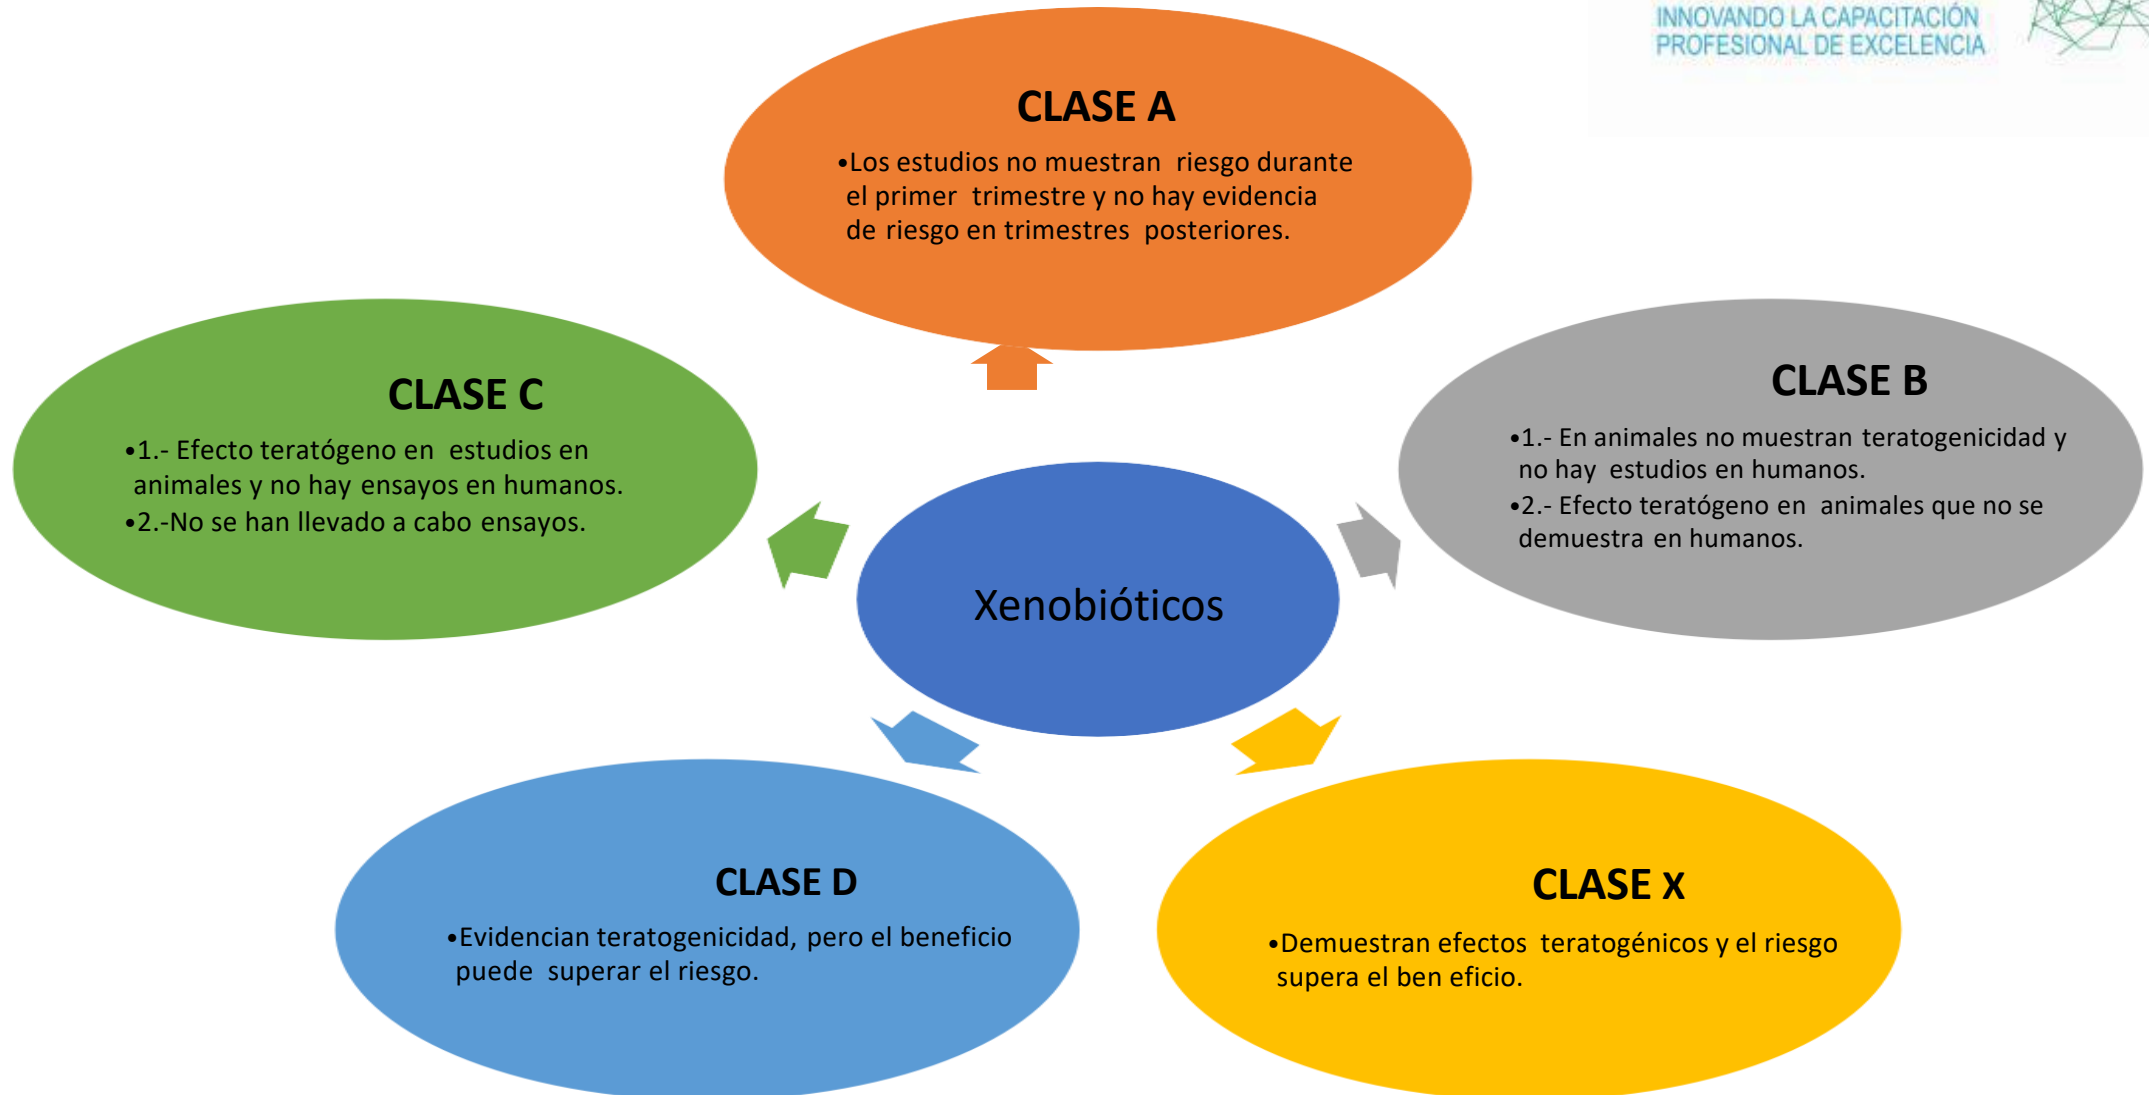 INNOVANDO LA CAPACITACIÓN
PROFESIONAL DE EXCELENCIA
CLASE A
•Los estudios no muestran riesgo durante
el primer trimestre y no hay evidencia
de riesgo en trimestres posteriores.
CLASE C
•1.- Efecto teratógeno en estudios en
animales y no hay ensayos en humanos.
•2.-No se han llevado a cabo ensayos.
CLASE B
•1.- En animales no muestran teratogenicidad y
no hay estudios en humanos.
•2.- Efecto teratógeno en animales que no se
demuestra en humanos.
Xenobióticos
CLASE D
•Evidencian teratogenicidad, pero el beneficio
puede superar el riesgo.
CLASE X
•Demuestran efectos teratogénicos y el riesgo
supera el ben eficio.